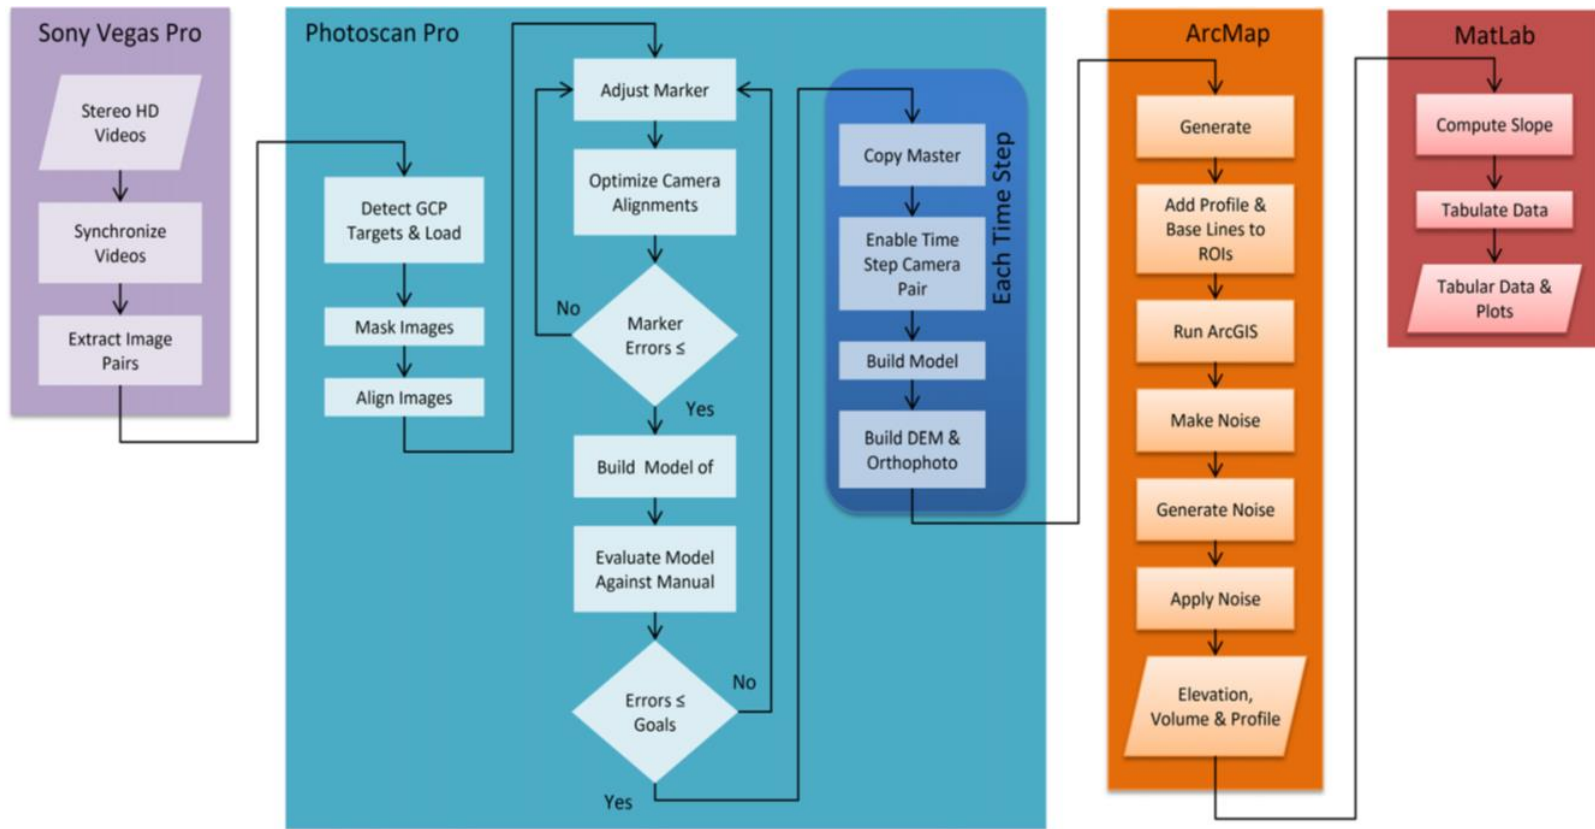 Sony Vegas Pro
Stereo HD
Videos
Synchronize
Videos
Extract Image
Pairs
Photoscan Pro
Detect GCP
Targets & Load
Mask Images
Align Images
Adjust Marker
Optimize Camera
Alignments
No
Marker
Errors ≤
Yes
Build Model of
Evaluate Model
Against Manual
No
Errors ≤
Goals
Yes
Each Time Step
Copy Master
Enable Time
Step Camera
Pair
Build Model
Build DEM &
Orthophoto
ArcMap
Generate
Add Profile &
Base Lines to
ROIs
Run ArcGIS
Make Noise
Generate Noise
Apply Noise
Elevation,
Volume & Profile
MatLab
Compute Slope
Tabulate Data
Tabular Data &
Plots